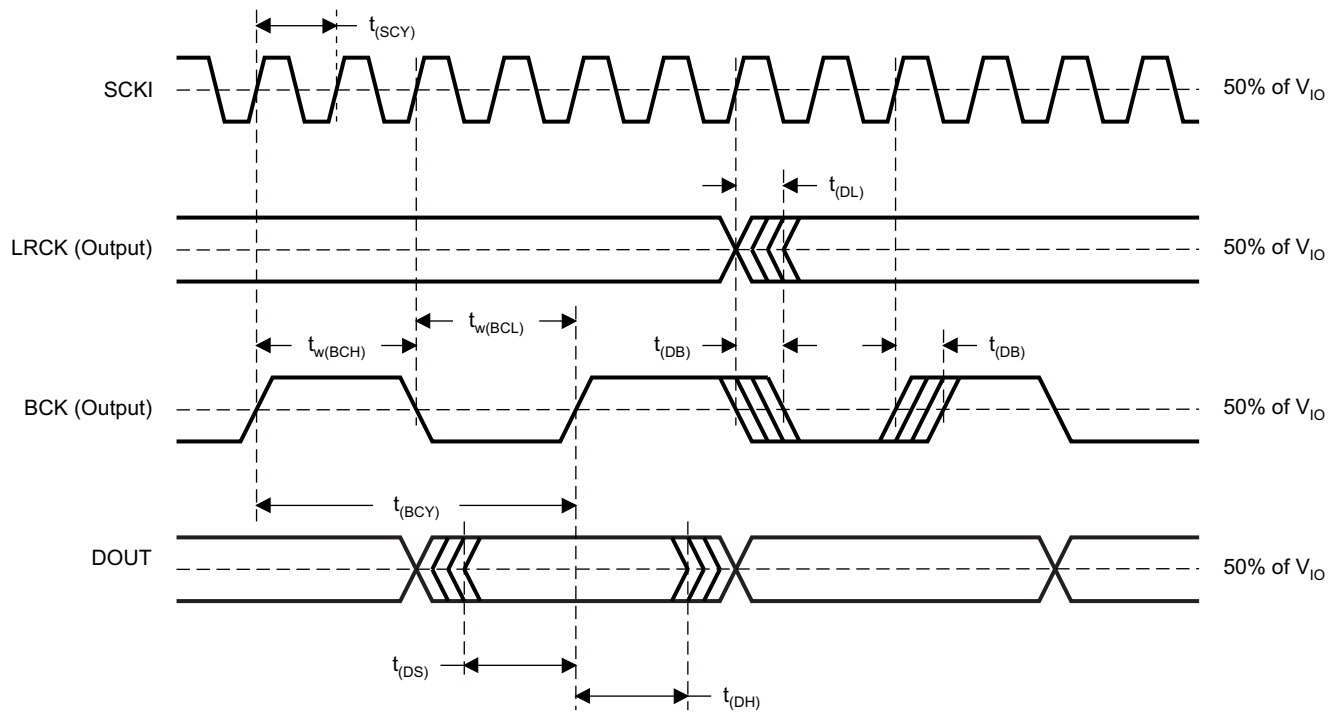 t(SCY)
SCKI
50% of VIO
t(DL)
LRCK (Output)
50% of VIO
tw(BCL)
tw(BCH)
t(DB)
t(DB)
BCK (Output)
50% of VIO
t(BCY)
DOUT
50% of VIO
t(DS)
t(DH)